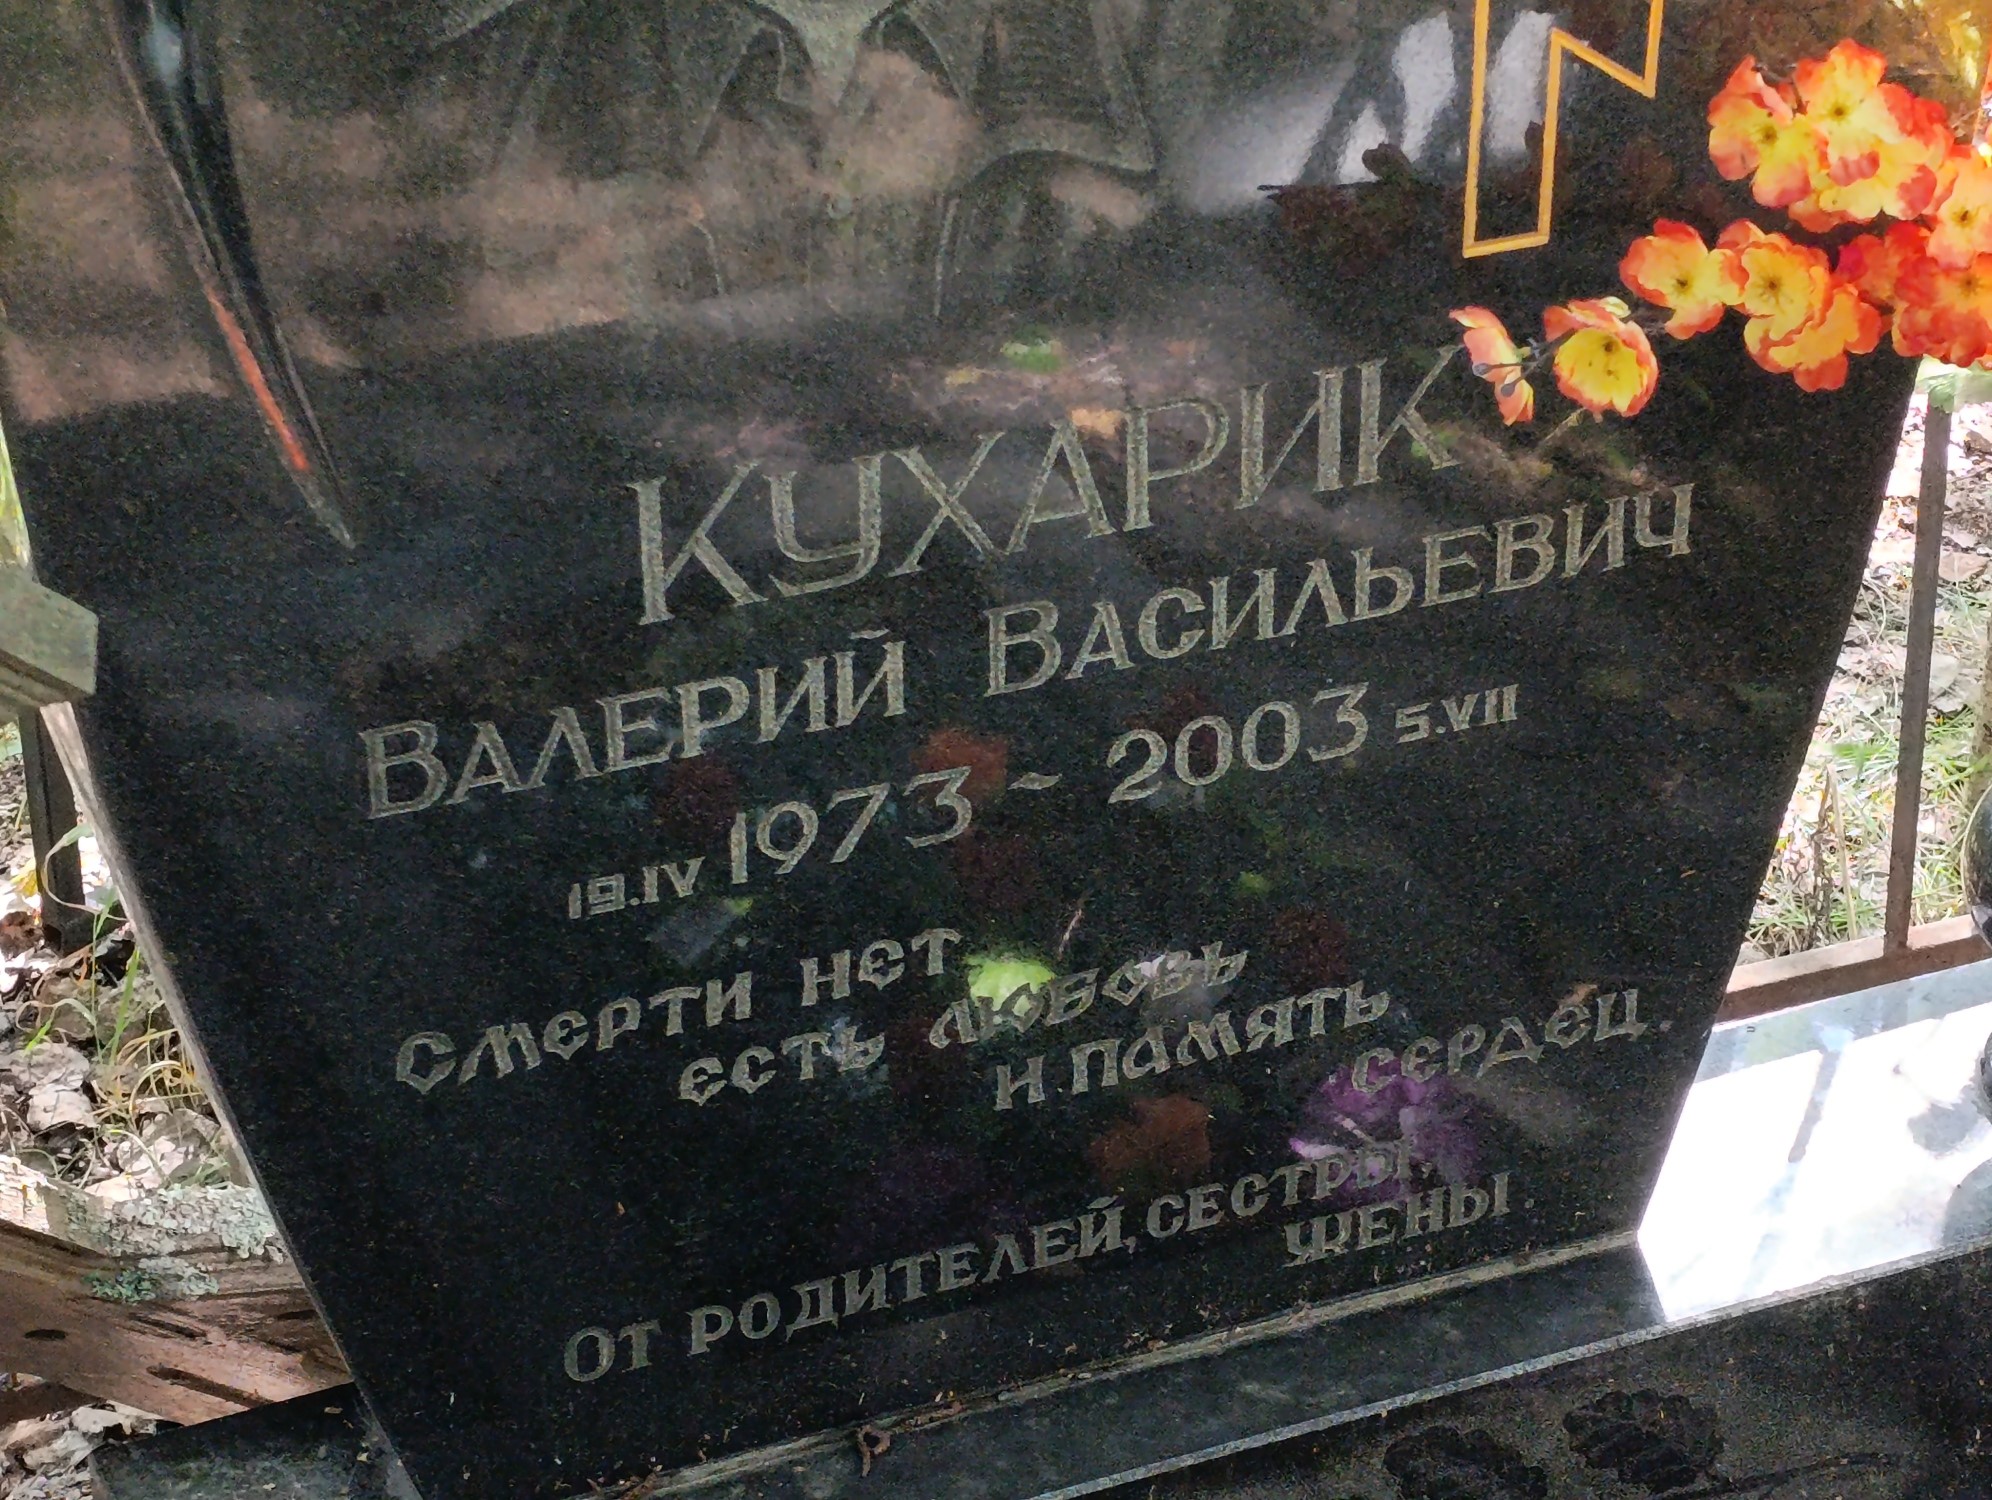 КУХАРИК
ВАЛЕРИЙ ВАСИЛЬЕВИЧ
19.IV 1973 ~ 2003 5.VII
СМЕРТИ НЕТ
ЕСТЬ ЛЮБОВЬ
И ПАМЯТЬ
СЕРДЕЦ.
ОТ РОДИТЕЛЕЙ, СЕСТРЫ,
ЖЕНЫ.